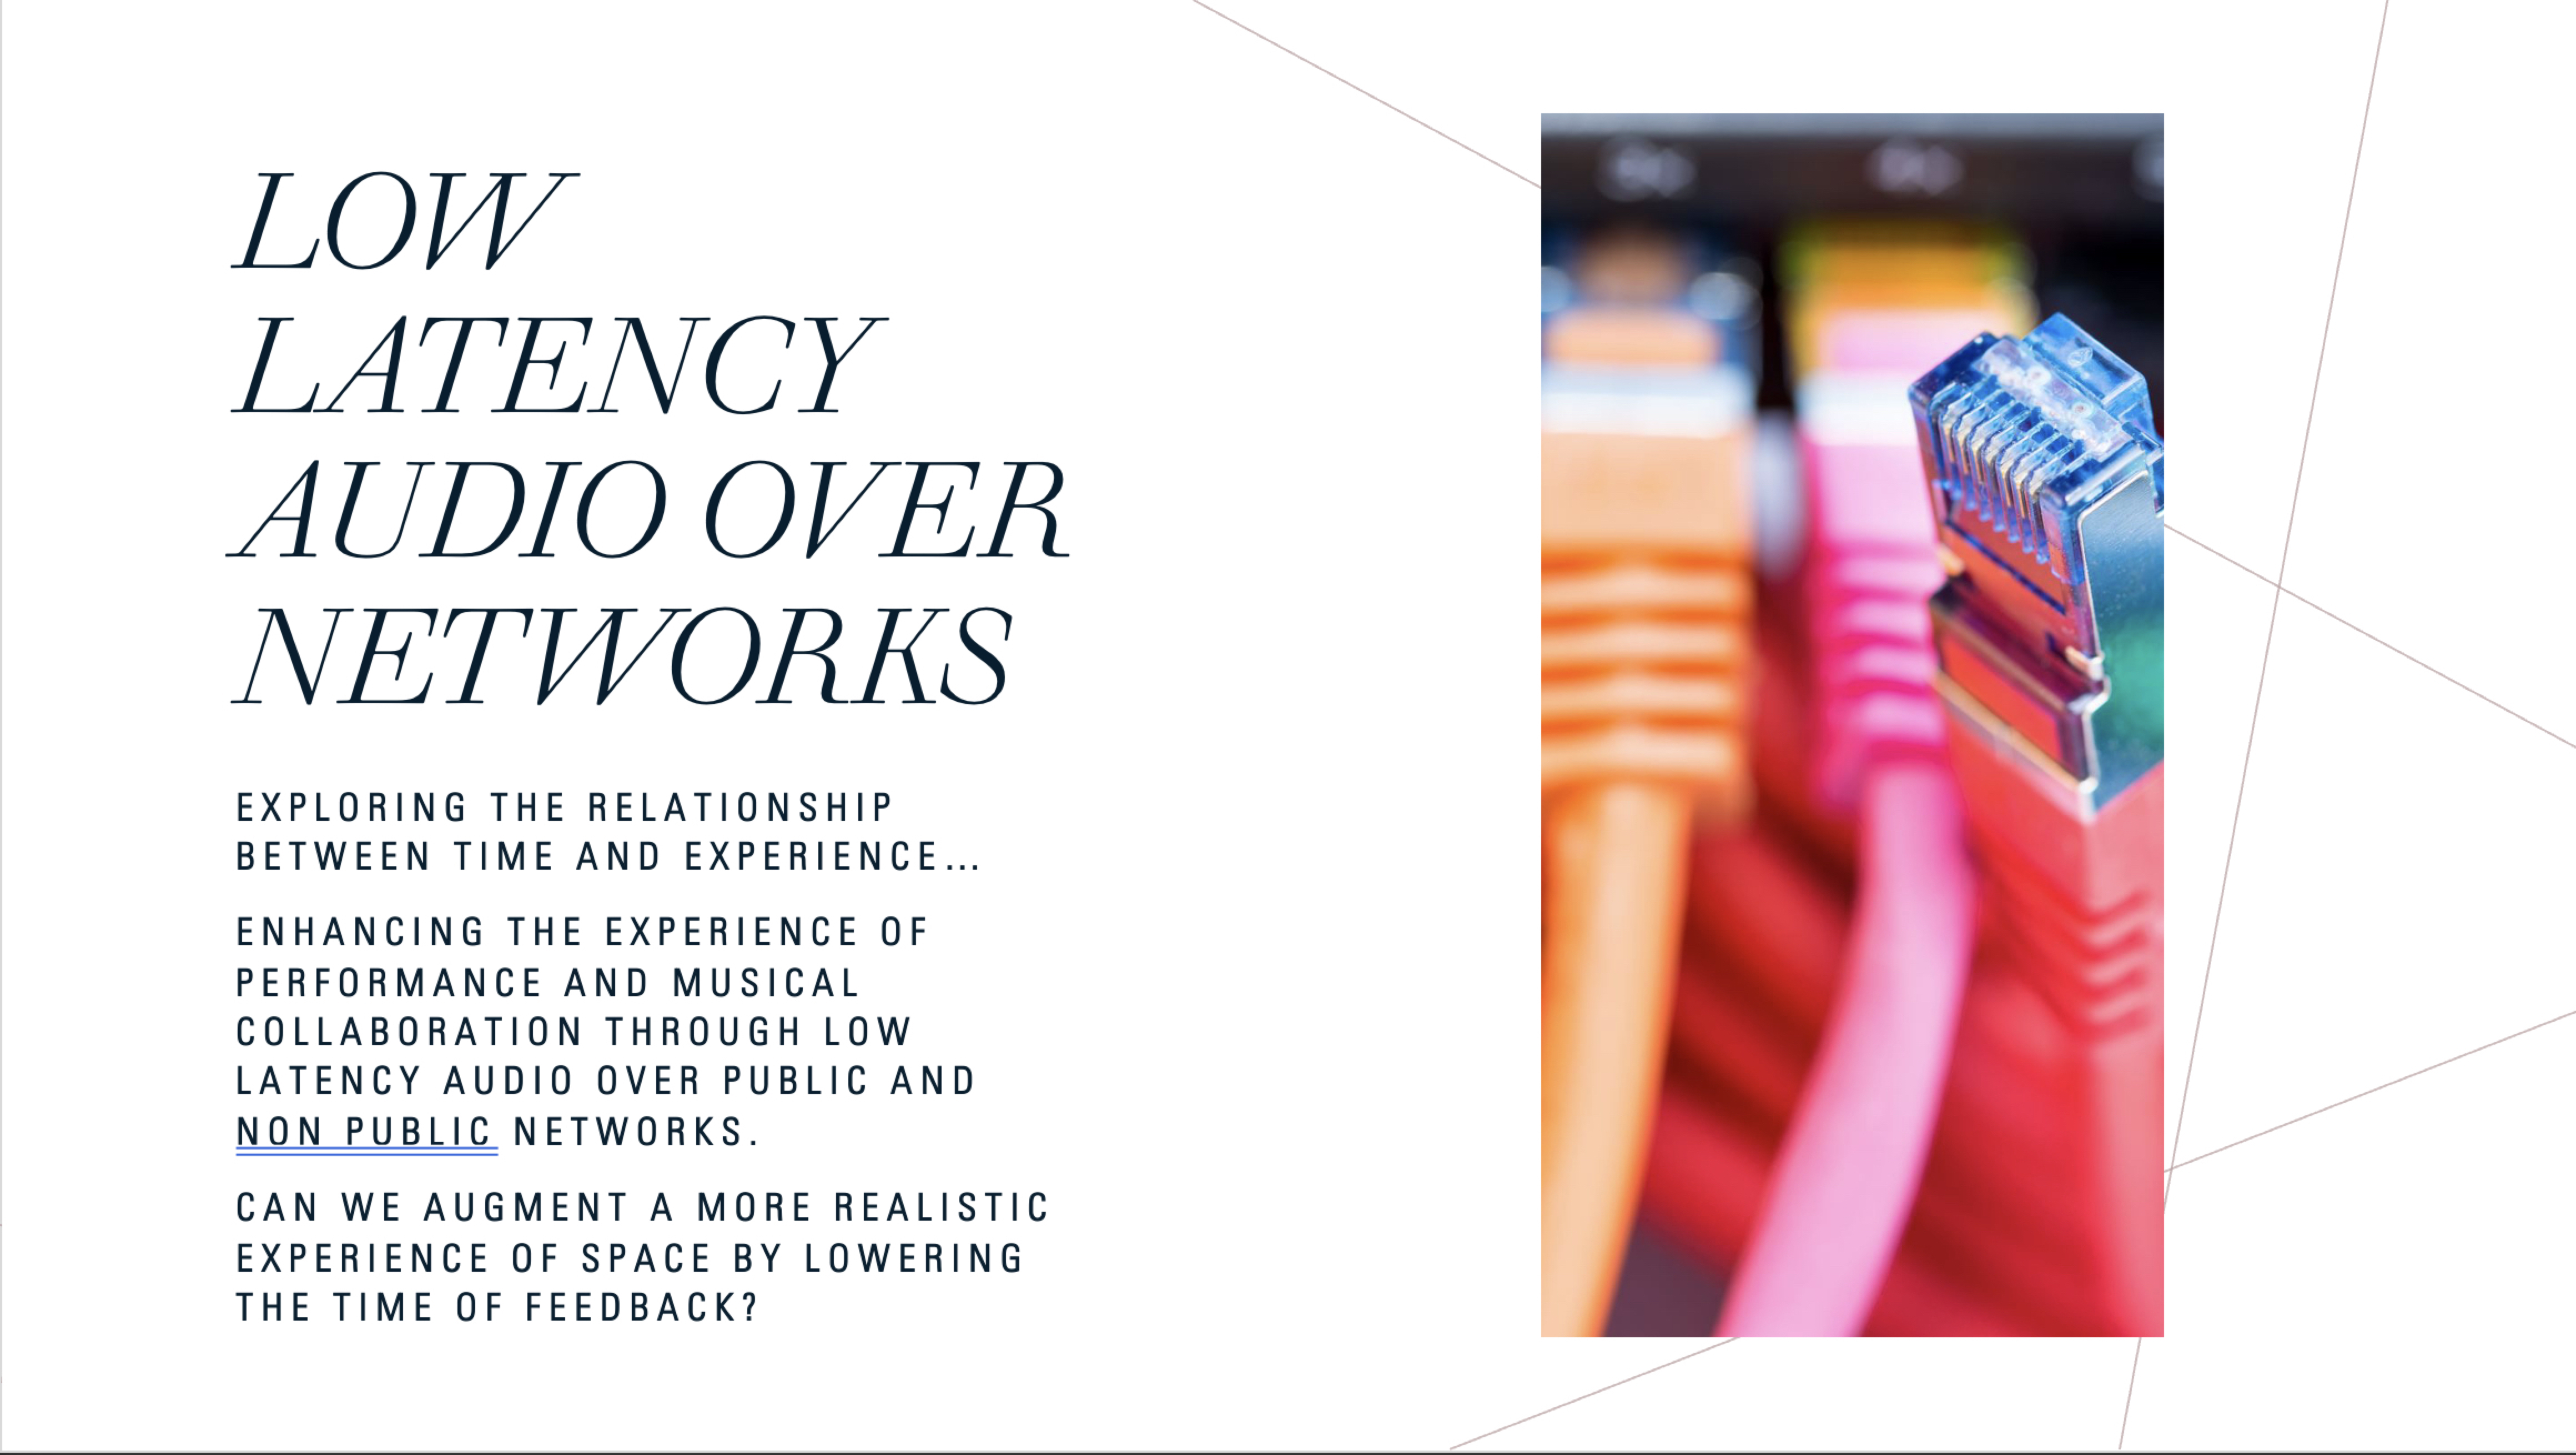 LOW
LATENCY
AUDIO OVER
NETWORKS
EXPLORING THE RELATIONSHIP
BETWEEN TIME AND EXPERIENCE...
ENHANCING THE EXPERIENCE OF
PERFORMANCE AND MUSICAL
COLLABORATION THROUGH LOW
LATENCY AUDIO OVER PUBLIC AND
NON PUBLIC NETWORKS.
CAN WE AUGMENT A MORE REALISTIC
EXPERIENCE OF SPACE BY LOWERING
THE TIME OF FEEDBACK?